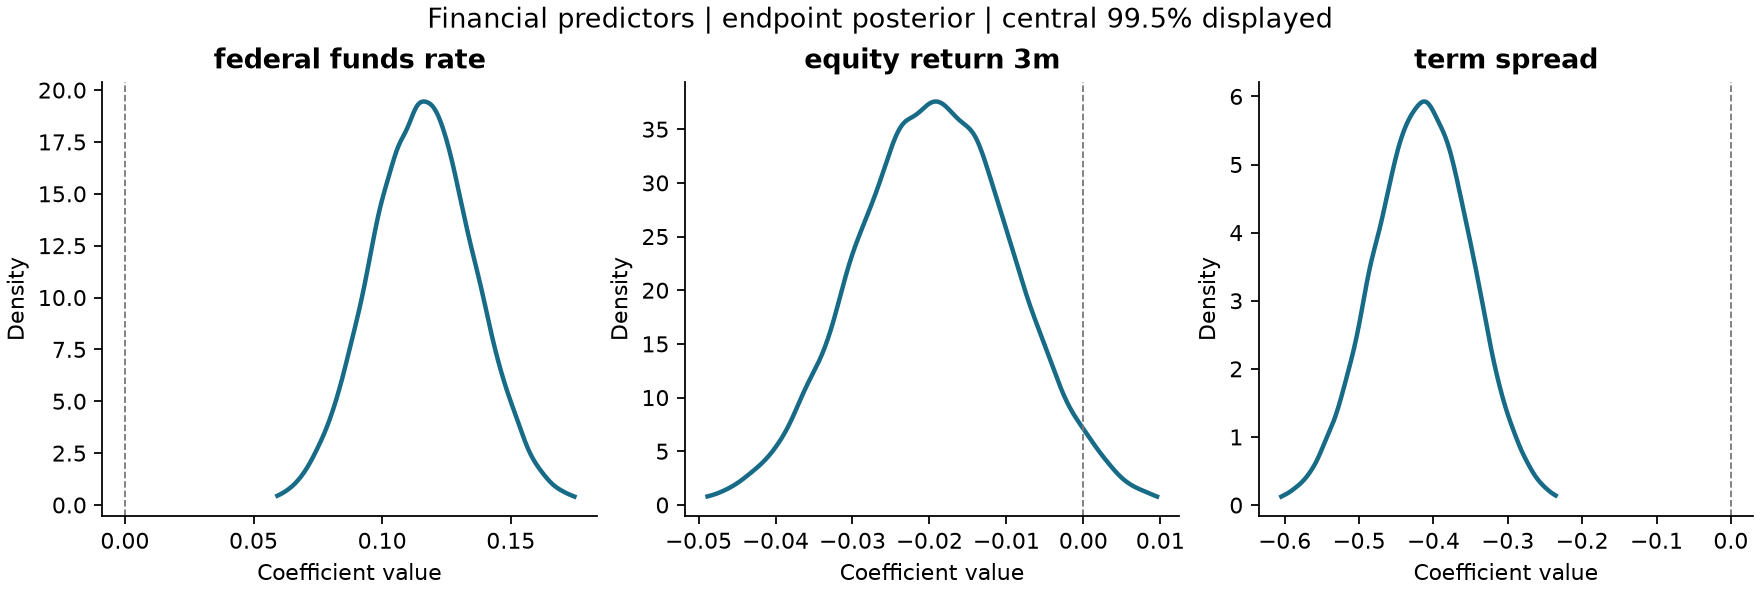 Financial predictors | endpoint posterior | central 99.5% displayed
federal funds rate
20.0
17.5
15.0
12.5
10.0
7.5
5.0
2.5
0.0
Density
0.00 0.05 0.10 0.15
Coefficient value
equity return 3m
35
30
25
20
15
10
5
0
Density
−0.05 −0.04 −0.03 −0.02 −0.01 0.00 0.01
Coefficient value
term spread
6
5
4
3
2
1
0
Density
−0.6 −0.5 −0.4 −0.3 −0.2 −0.1 0.0
Coefficient value